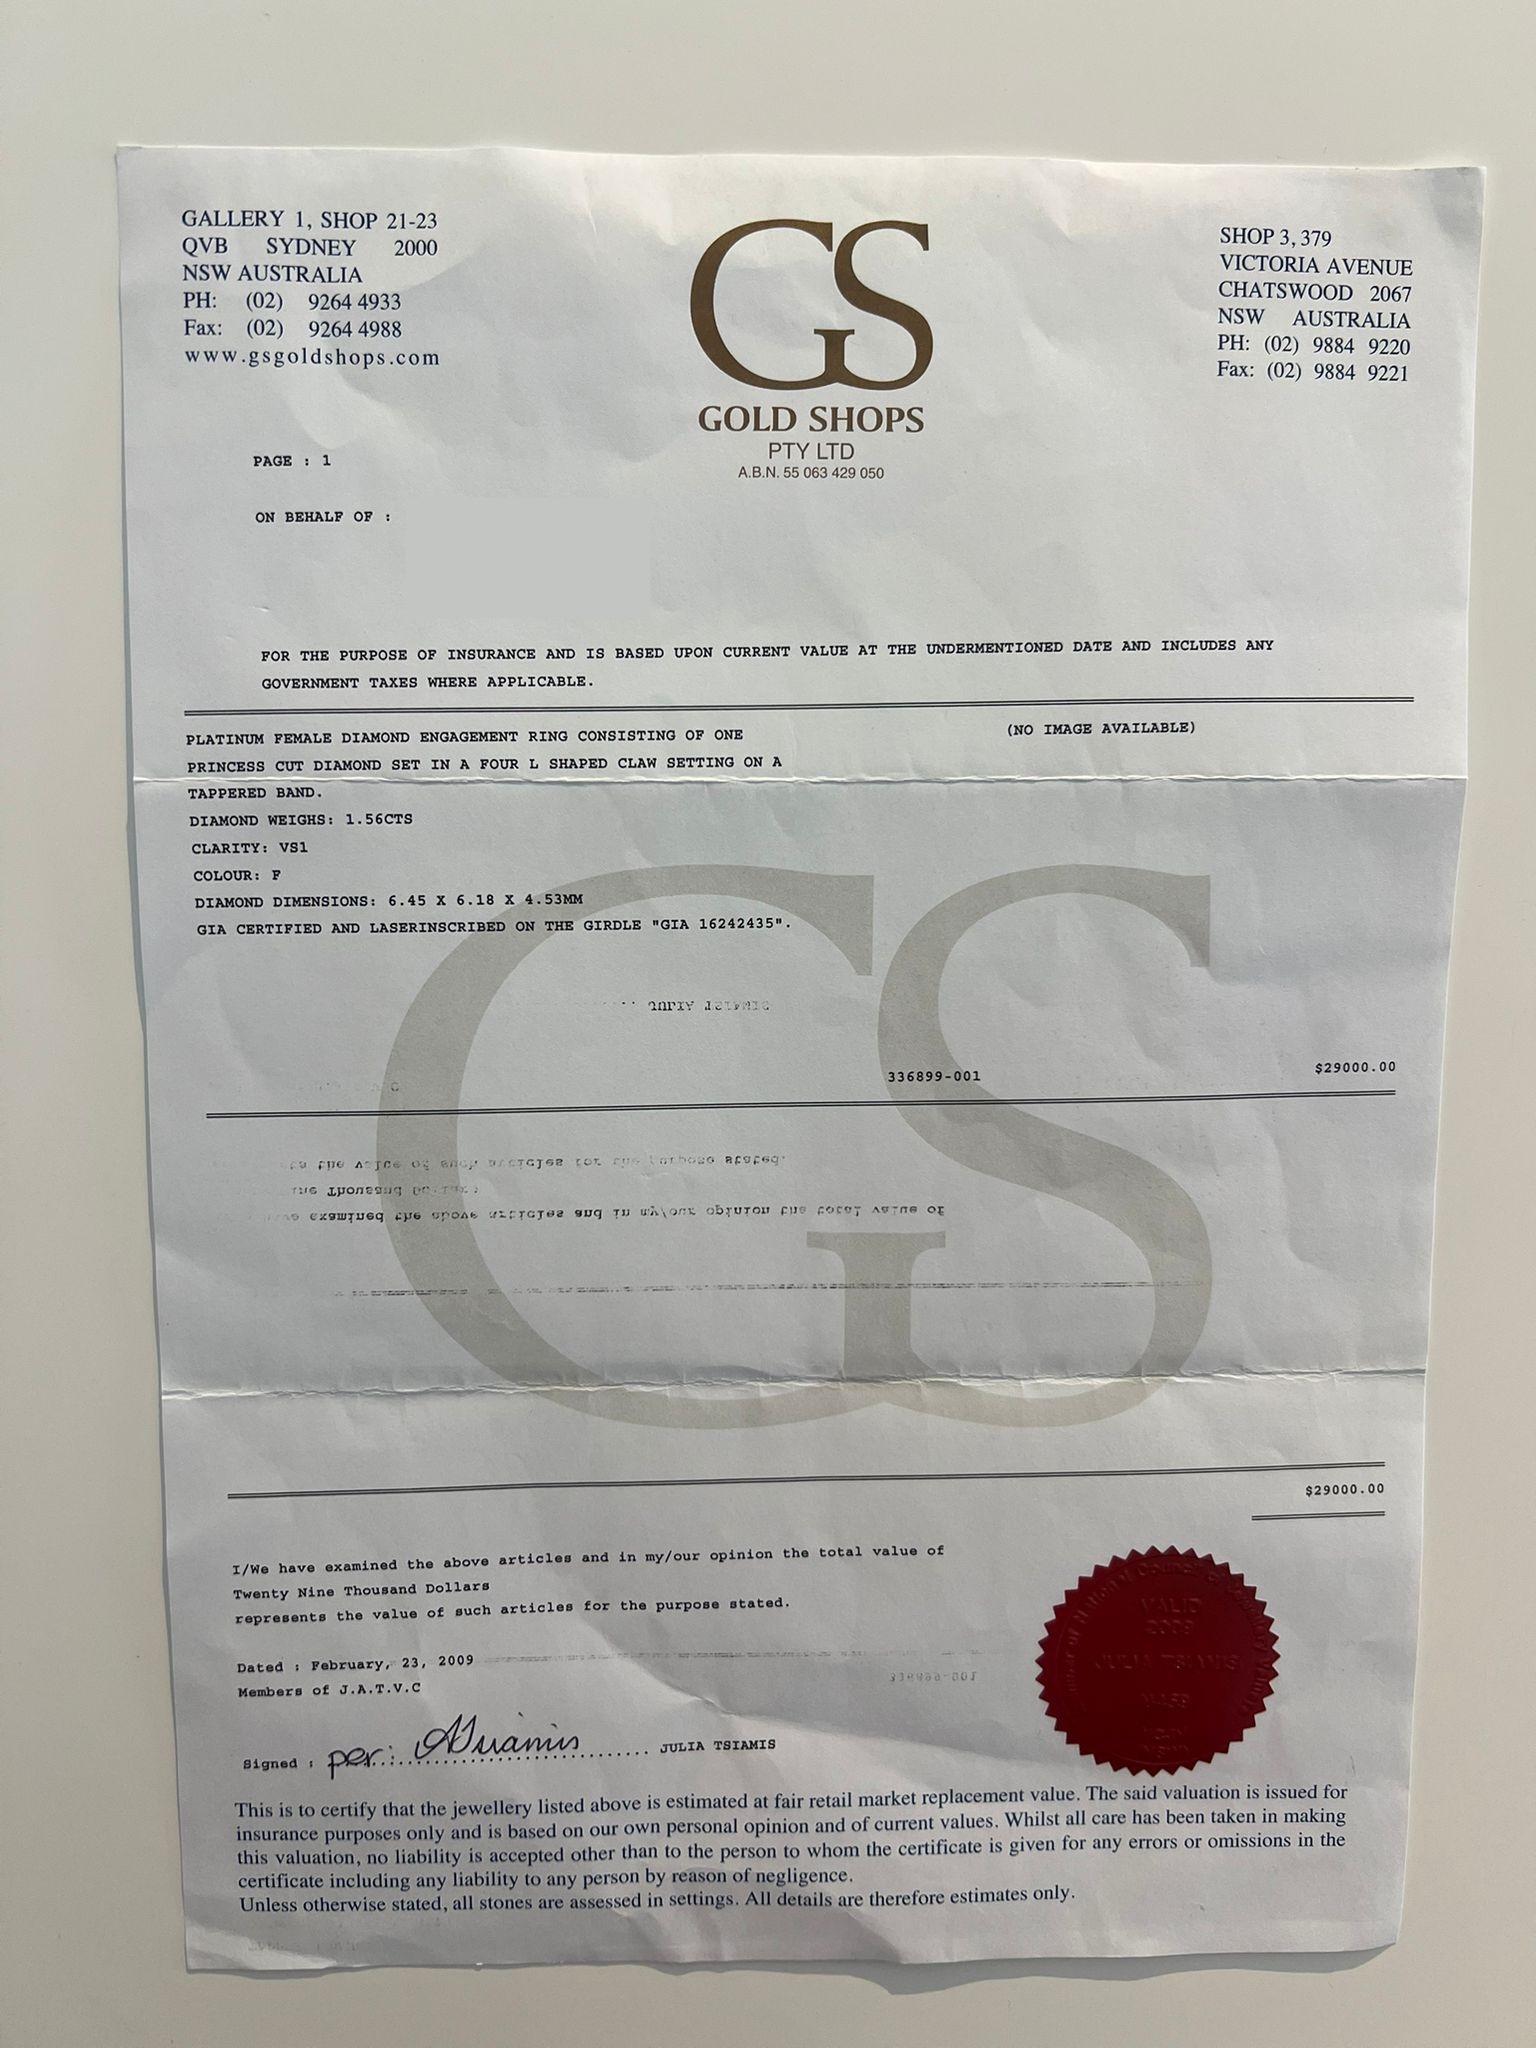 GALLERY 1, SHOP 21-23
QVB SYDNEY 2000
NSW AUSTRALIA
PH: (02) 9264 4933
Fax: (02) 9264 4988
www.gsgoldshops.com
GS
GOLD SHOPS
PTY LTD
A.B.N. 55 063 429 050
SHOP 3, 379
VICTORIA AVENUE
CHATSWOOD 2067
NSW AUSTRALIA
PH: (02) 9884 9220
Fax: (02) 9884 9221
PAGE : 1
ON BEHALF OF :
FOR THE PURPOSE OF INSURANCE AND IS BASED UPON CURRENT VALUE AT THE UNDERMENTIONED DATE AND INCLUDES ANY
GOVERNMENT TAXES WHERE APPLICABLE.
PLATINUM FEMALE DIAMOND ENGAGEMENT RING CONSISTING OF ONE
PRINCESS CUT DIAMOND SET IN A FOUR L SHAPED CLAW SETTING ON A
TAPPERED BAND.
DIAMOND WEIGHS: 1.56CTS
CLARITY: VS1
COLOUR: F
DIAMOND DIMENSIONS: 6.45 X 6.18 X 4.53MM
GIA CERTIFIED AND LASERINSCRIBED ON THE GIRDLE "GIA 16242435".
(NO IMAGE AVAILABLE)
336899-001 $29000.00
GS
$29000.00
I/We have examined the above articles and in my/our opinion the total value of
Twenty Nine Thousand Dollars
represents the value of such articles for the purpose stated.
Dated : February, 23, 2009
Members of J.A.T.V.C
Signed : per: ATsiamis JULIA TSIAMIS
VALID
2009
JULIA TSIAMIS
This is to certify that the jewellery listed above is estimated at fair retail market replacement value. The said valuation is issued for
insurance purposes only and is based on our own personal opinion and of current values. Whilst all care has been taken in making
this valuation, no liability is accepted other than to the person to whom the certificate is given for any errors or omissions in the
certificate including any liability to any person by reason of negligence.
Unless otherwise stated, all stones are assessed in settings. All details are therefore estimates only.